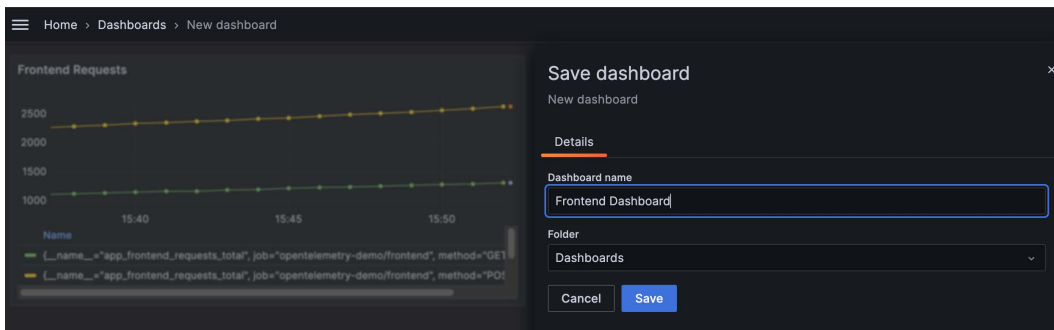 Home › Dashboards › New dashboard
Frontend Requests
2500
2000
1500
1000
15:40 15:45 15:50
Name
{__name__="app_frontend_requests_total", job="opentelemetry-demo/frontend", method="GET
{__name__="app_frontend_requests_total", job="opentelemetry-demo/frontend", method="POS
Save dashboard
New dashboard
Details
Dashboard name
Frontend Dashboard
Folder
Dashboards
Cancel Save